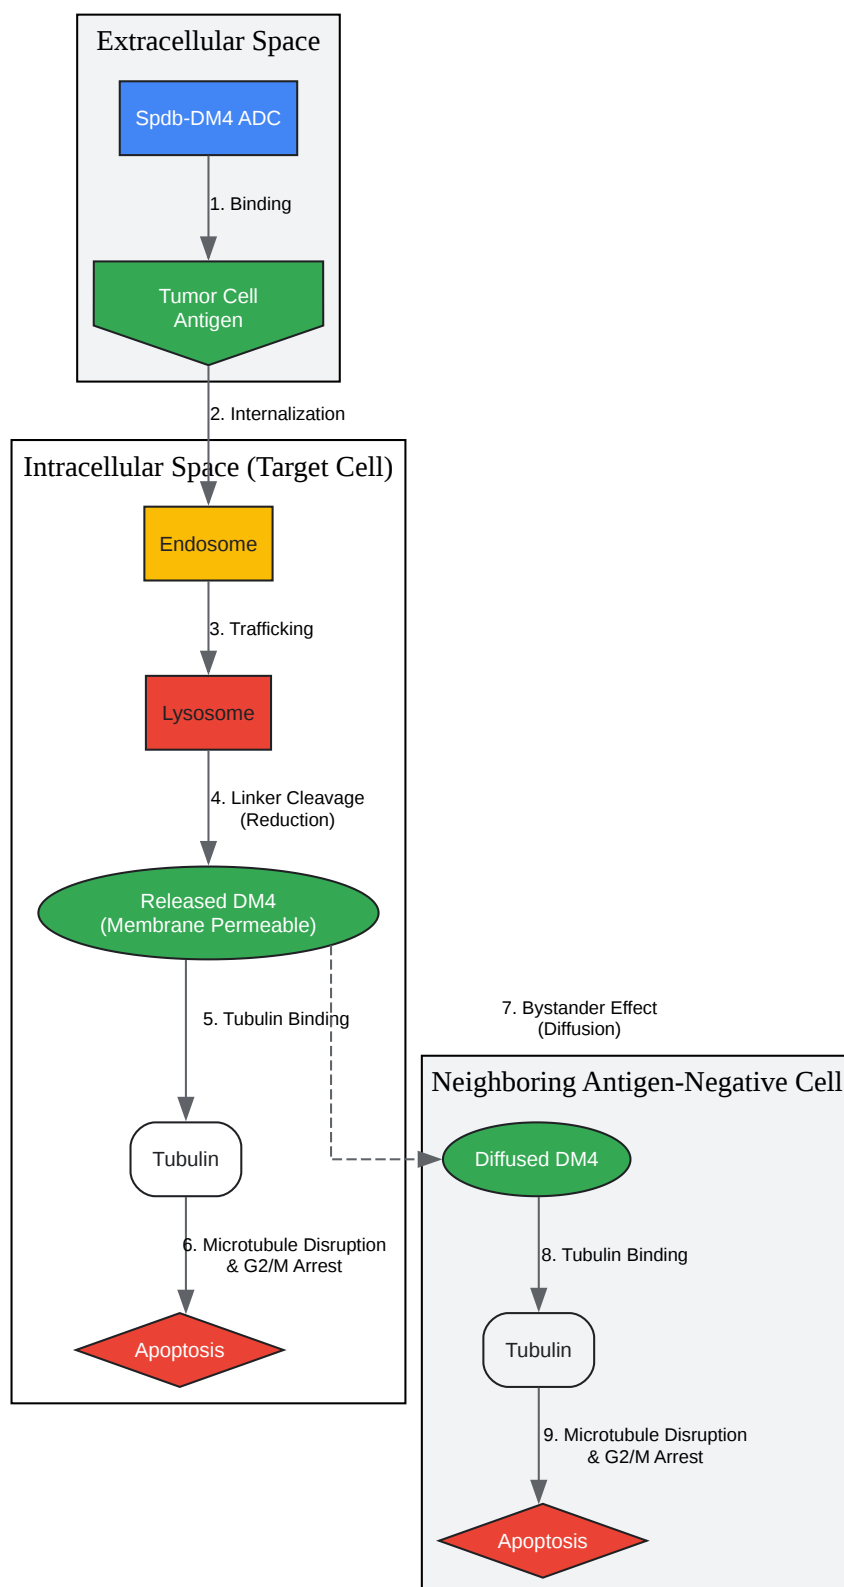 Extracellular Space
Spdb-DM4 ADC
1. Binding
Tumor Cell
Antigen
2. Internalization
Intracellular Space (Target Cell)
Endosome
3. Trafficking
Lysosome
4. Linker Cleavage
(Reduction)
Released DM4
(Membrane Permeable)
5. Tubulin Binding
Tubulin
6. Microtubule Disruption
& G2/M Arrest
Apoptosis
7. Bystander Effect
(Diffusion)
Neighboring Antigen-Negative Cell
Diffused DM4
8. Tubulin Binding
Tubulin
9. Microtubule Disruption
& G2/M Arrest
Apoptosis